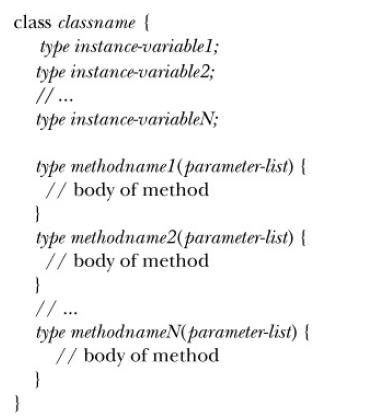 class classname {
type instance-variable1;
type instance-variable2;
// ...
type instance-variableN;
type methodname1(parameter-list) {
// body of method
}
type methodname2(parameter-list) {
// body of method
}
// ...
type methodnameN(parameter-list) {
// body of method
}
}